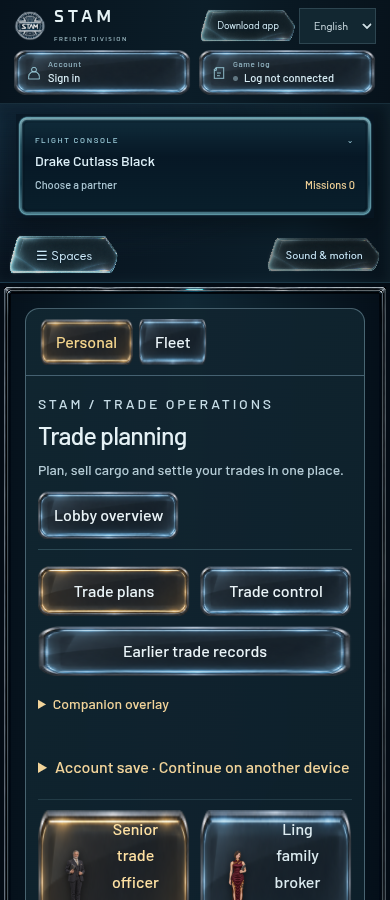 STAM
STAM
FREIGHT DIVISION
Download app
English
Account
Sign in
Game log
Log not connected
FLIGHT CONSOLE
Drake Cutlass Black
Choose a partner
Missions 0
☰ Spaces
Sound & motion
Personal
Fleet
STAM / TRADE OPERATIONS
Trade planning
Plan, sell cargo and settle your trades in one place.
Lobby overview
Trade plans
Trade control
Earlier trade records
▶ Companion overlay
▶ Account save · Continue on another device
Senior
trade
officer
Ling
family
broker